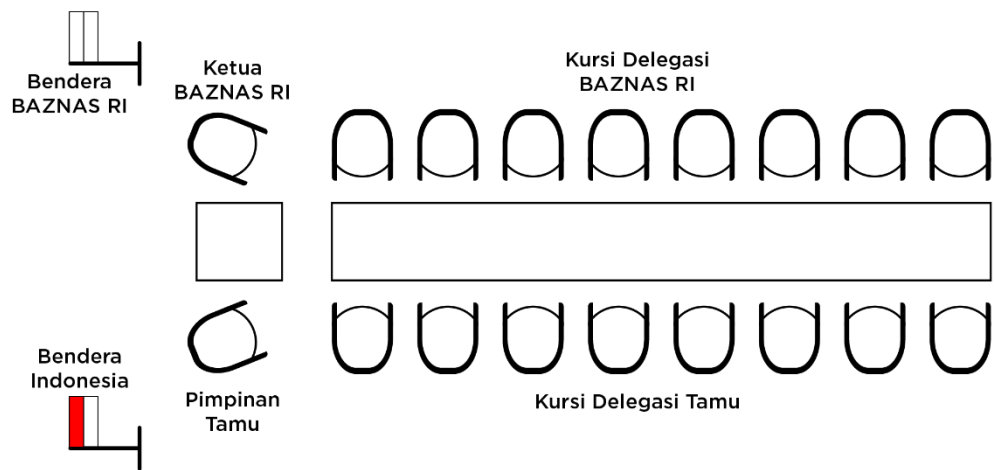 Bendera
BAZNAS RI
Ketua
BAZNAS RI
Kursi Delegasi
BAZNAS RI
Bendera
Indonesia
Pimpinan
Tamu
Kursi Delegasi Tamu